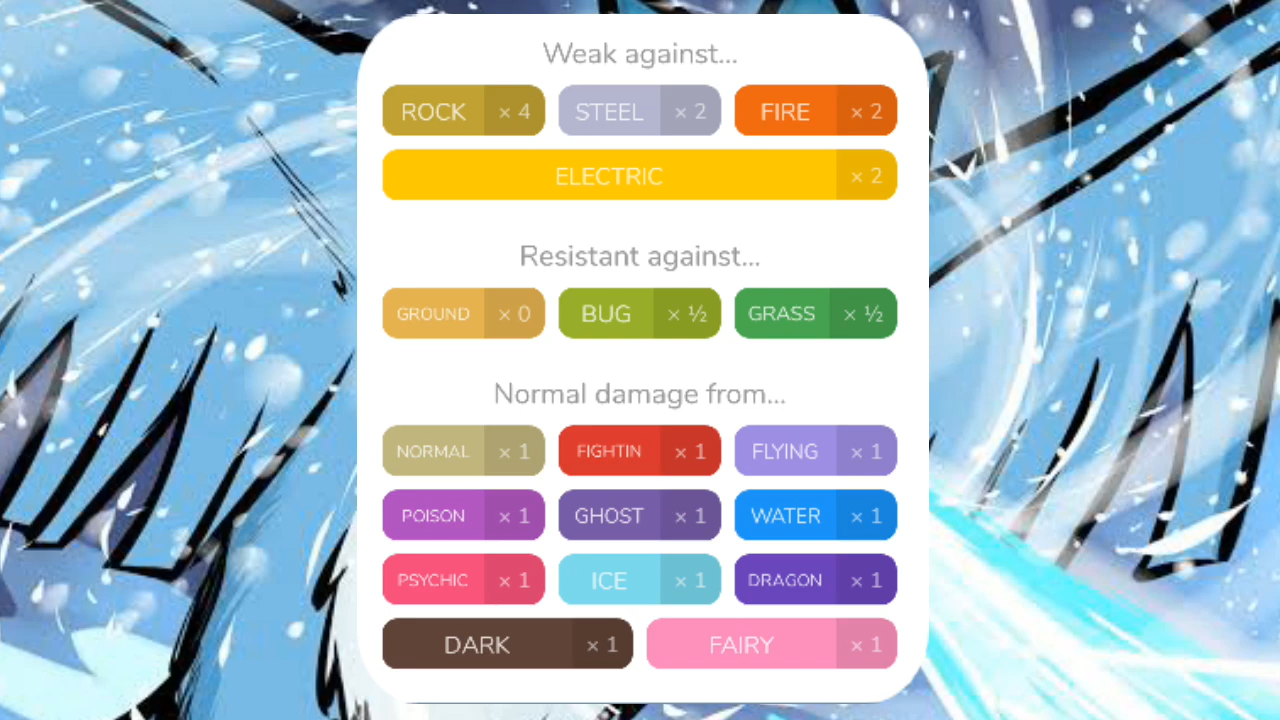 Weak against...
ROCK × 4 STEEL × 2 FIRE × 2
ELECTRIC × 2
Resistant against...
GROUND × 0 BUG × ½ GRASS × ½
Normal damage from...
NORMAL × 1 FIGHTIN × 1 FLYING × 1
POISON × 1 GHOST × 1 WATER × 1
PSYCHIC × 1 ICE × 1 DRAGON × 1
DARK × 1 FAIRY × 1